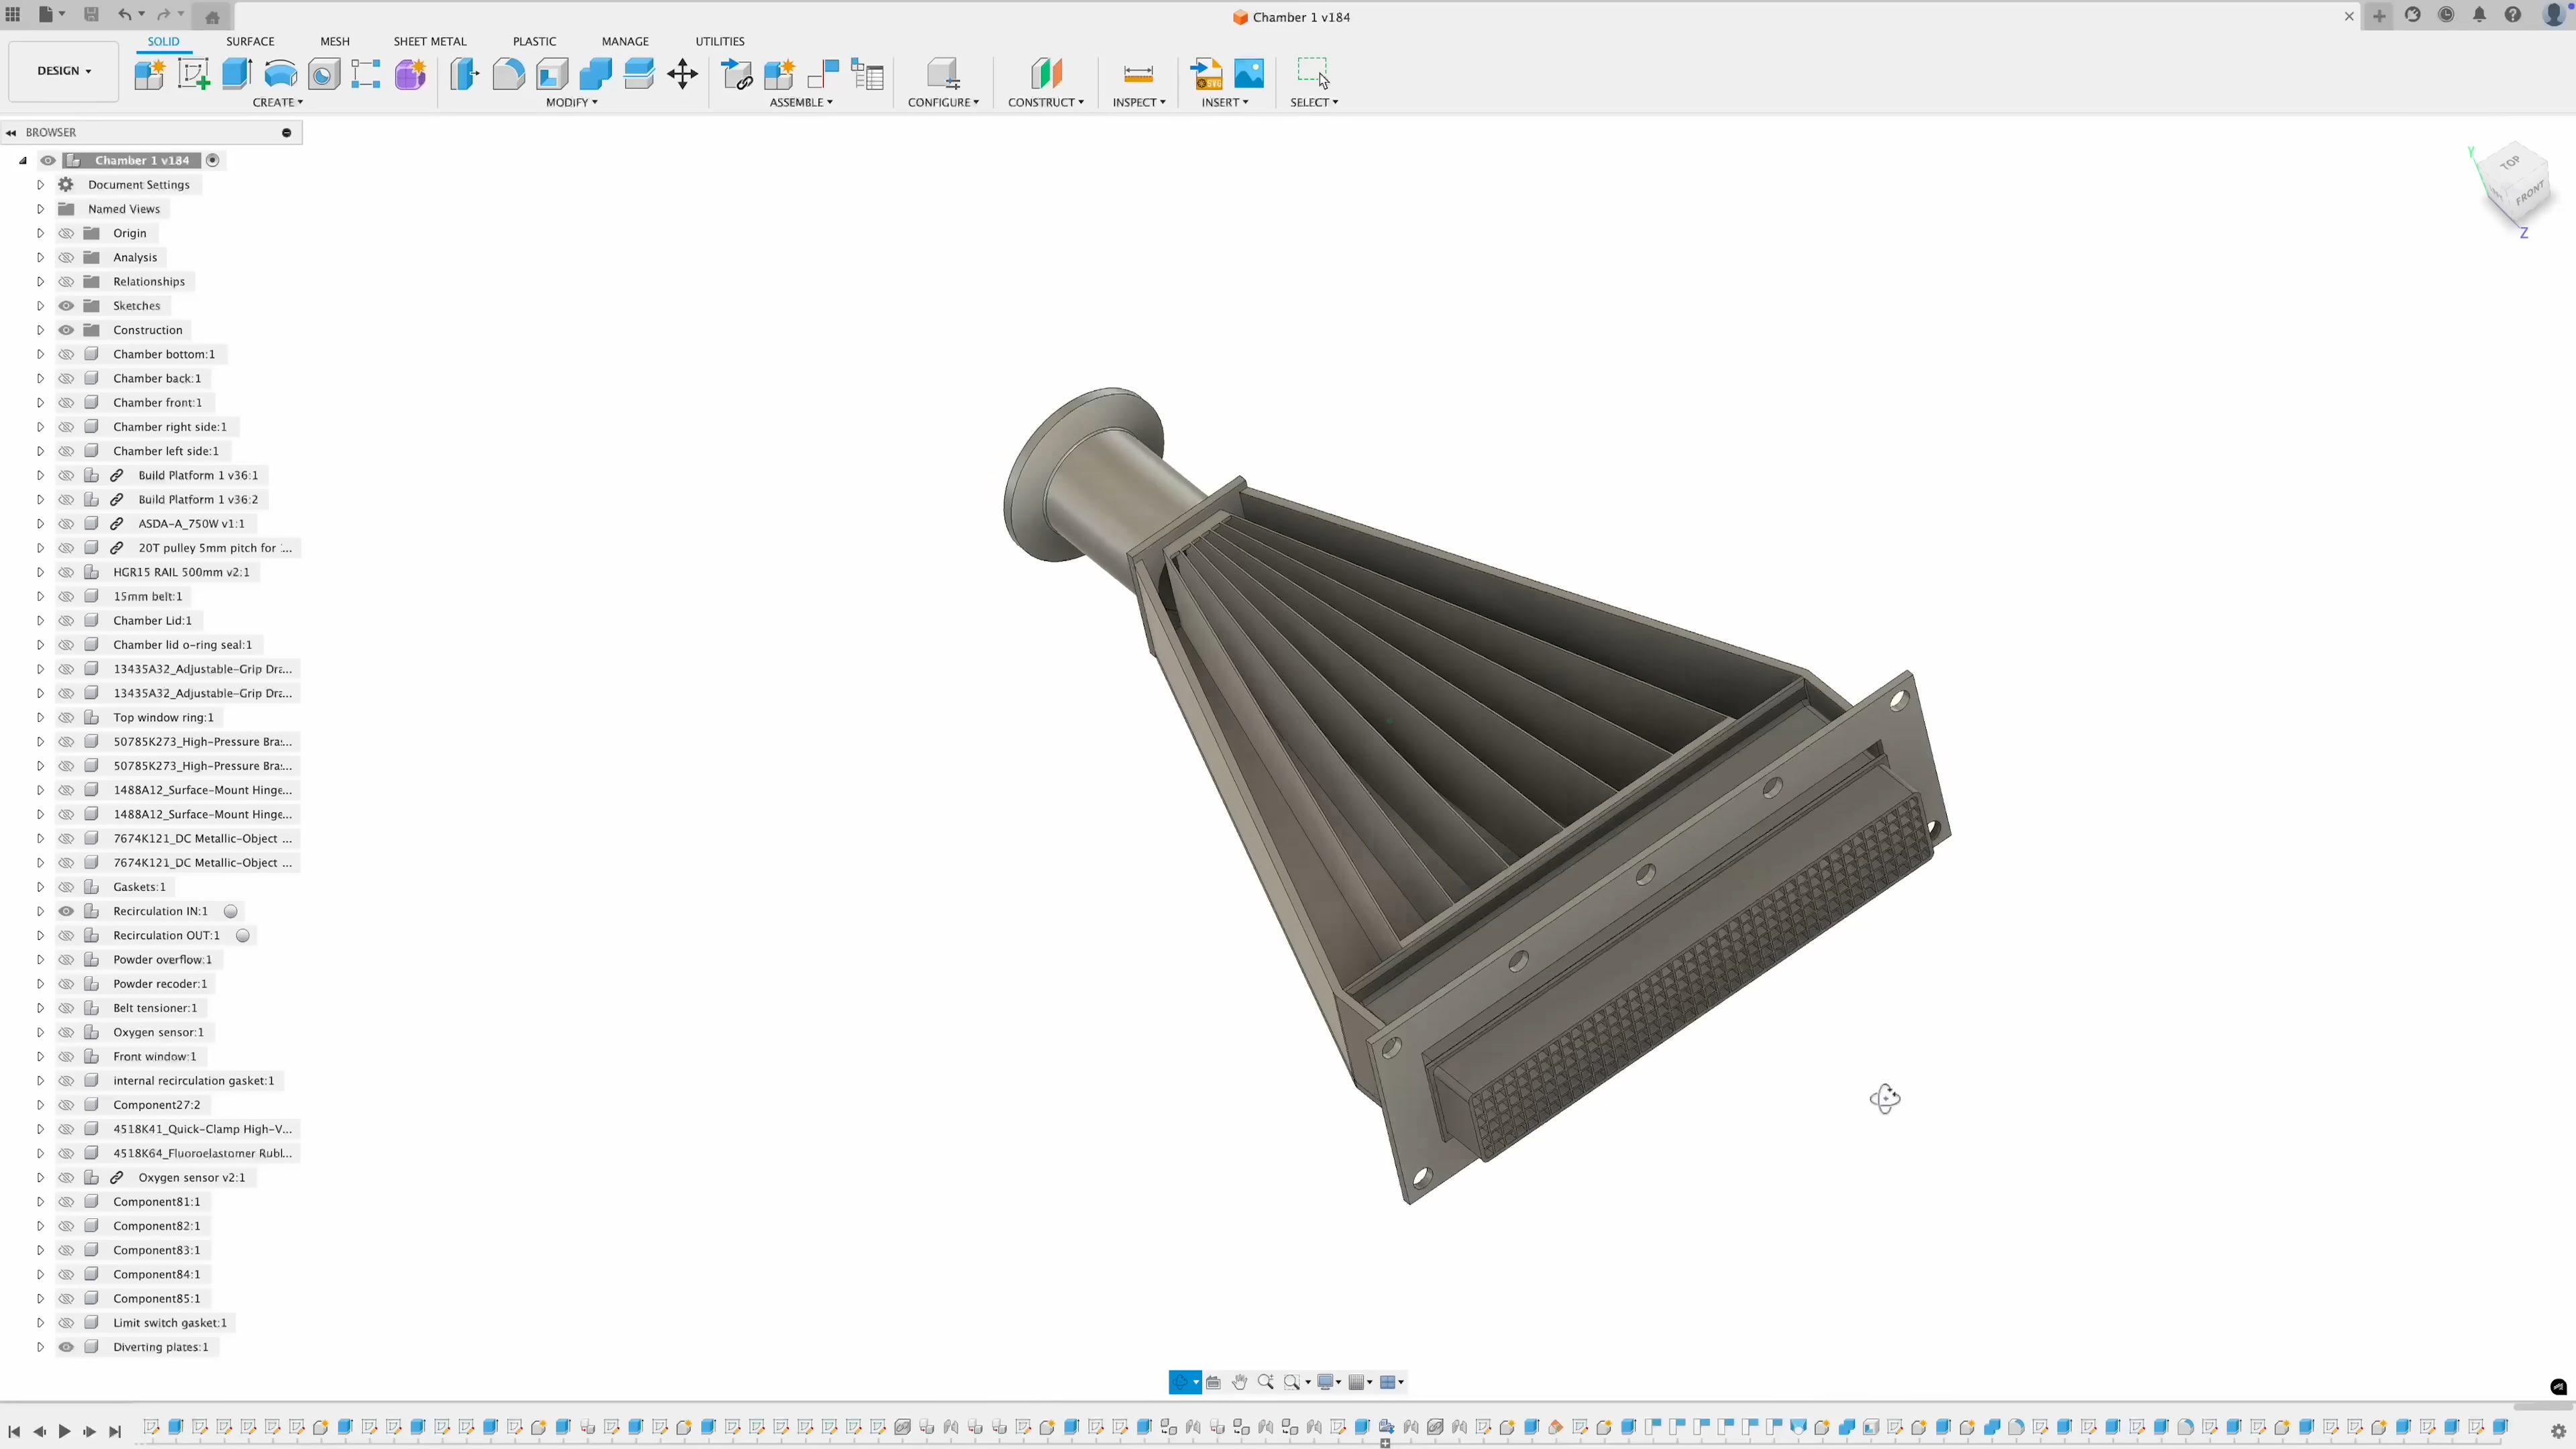 Chamber 1 v184
SOLID SURFACE MESH SHEET METAL PLASTIC MANAGE UTILITIES
DESIGN
CREATE MODIFY ASSEMBLE CONFIGURE CONSTRUCT INSPECT INSERT SELECT
BROWSER
Chamber 1 v184
Document Settings
Named Views
Origin
Analysis
Relationships
Sketches
Construction
Chamber bottom:1
Chamber back:1
Chamber front:1
Chamber right side:1
Chamber left side:1
Build Platform 1 v36:1
Build Platform 1 v36:2
ASDA-A_750W v1:1
20T pulley 5mm pitch for ...
HGR15 RAIL 500mm v2:1
15mm belt:1
Chamber Lid:1
Chamber lid o-ring seal:1
13435A32_Adjustable-Grip Dra...
13435A32_Adjustable-Grip Dra...
Top window ring:1
50785K273_High-Pressure Bra...
50785K273_High-Pressure Bra...
1488A12_Surface-Mount Hinge...
1488A12_Surface-Mount Hinge...
7674K121_DC Metallic-Object ...
7674K121_DC Metallic-Object ...
Gaskets:1
Recirculation IN:1
Recirculation OUT:1
Powder overflow:1
Powder recoder:1
Belt tensioner:1
Oxygen sensor:1
Front window:1
internal recirculation gasket:1
Component27:2
4518K41_Quick-Clamp High-V...
4518K64_Fluoroelastomer Rubl...
Oxygen sensor v2:1
Component81:1
Component82:1
Component83:1
Component84:1
Component85:1
Limit switch gasket:1
Diverting plates:1
Y
TOP
FRONT
Z